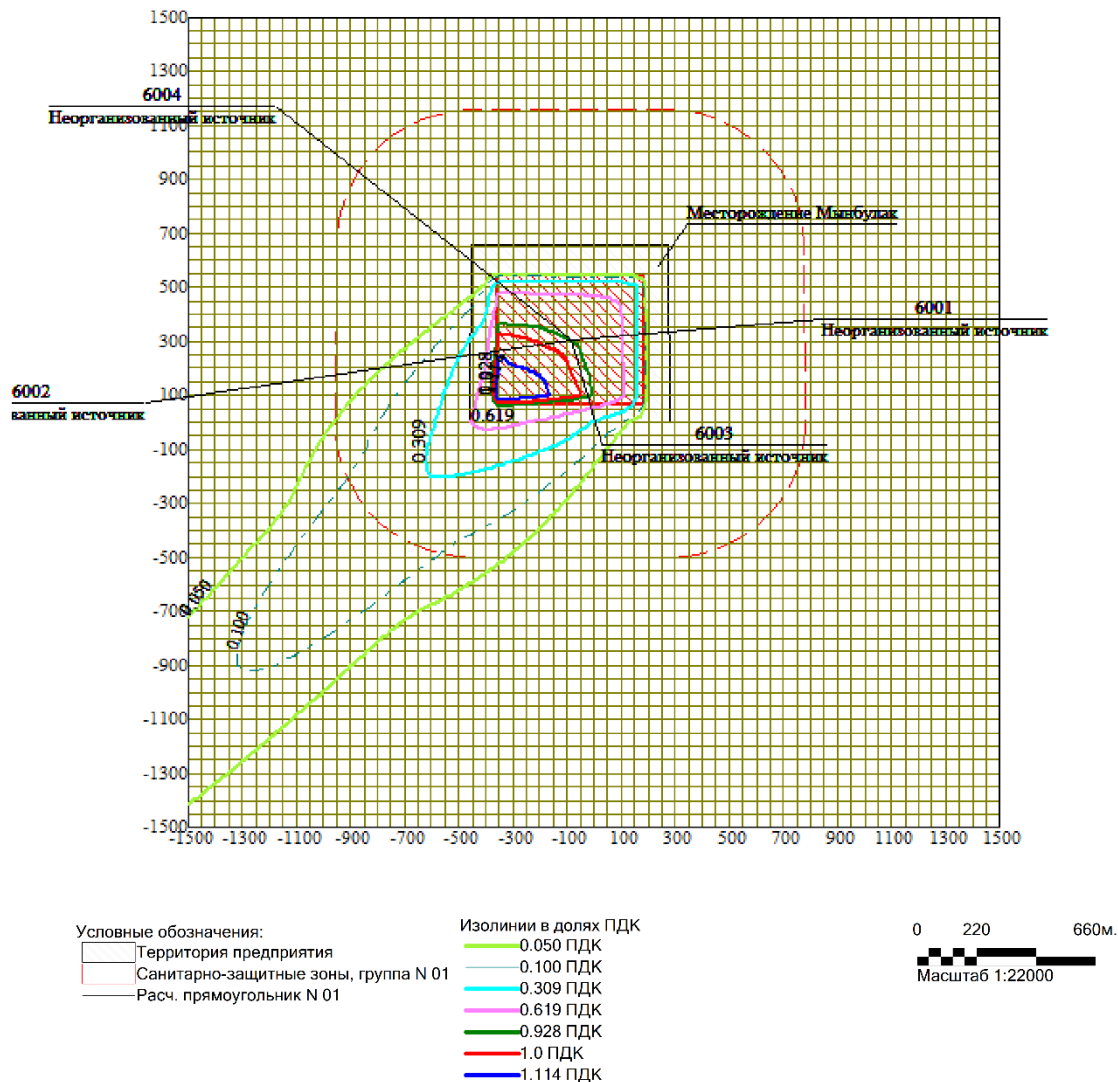 1500
1300
6004
Неорганизованный источник
1100
900
700
Месторождение Мынбулак
500
6001
Неорганизованный источник
300
0.928
6002
ванный источник
100
0.619
0.309
6003
Неорганизованный источник
-100
-300
-500
0.050
-700
0.100
-900
-1100
-1300
-1500
-1500 -1300 -1100 -900 -700 -500 -300 -100 100 300 500 700 900 1100 1300 1500
Условные обозначения:
Территория предприятия
Санитарно-защитные зоны, группа N 01
Расч. прямоугольник N 01
Изолинии в долях ПДК
0.050 ПДК
0.100 ПДК
0.309 ПДК
0.619 ПДК
0.928 ПДК
1.0 ПДК
1.114 ПДК
0 220 660м.
Масштаб 1:22000